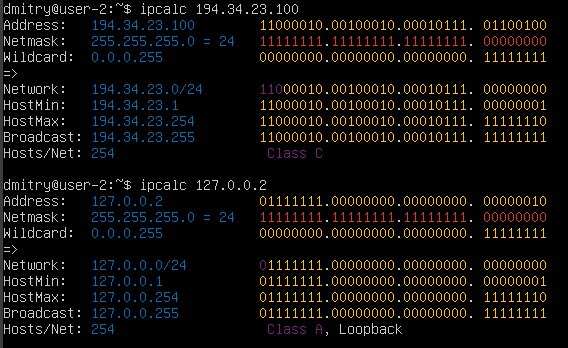 dmitry@user-2:~$ ipcalc 194.34.23.100
Address:   194.34.23.100        11000010.00100010.00010111. 01100100
Netmask:   255.255.255.0 = 24   11111111.11111111.11111111. 00000000
Wildcard:  0.0.0.255            00000000.00000000.00000000. 11111111
=>
Network:   194.34.23.0/24       11000010.00100010.00010111. 00000000
HostMin:   194.34.23.1          11000010.00100010.00010111. 00000001
HostMax:   194.34.23.254        11000010.00100010.00010111. 11111110
Broadcast: 194.34.23.255        11000010.00100010.00010111. 11111111
Hosts/Net: 254                   Class C
dmitry@user-2:~$ ipcalc 127.0.0.2
Address:   127.0.0.2            01111111.00000000.00000000. 00000010
Netmask:   255.255.255.0 = 24   11111111.11111111.11111111. 00000000
Wildcard:  0.0.0.255            00000000.00000000.00000000. 11111111
=>
Network:   127.0.0.0/24         01111111.00000000.00000000. 00000000
HostMin:   127.0.0.1            01111111.00000000.00000000. 00000001
HostMax:   127.0.0.254          01111111.00000000.00000000. 11111110
Broadcast: 127.0.0.255          01111111.00000000.00000000. 11111111
Hosts/Net: 254                   Class A, Loopback